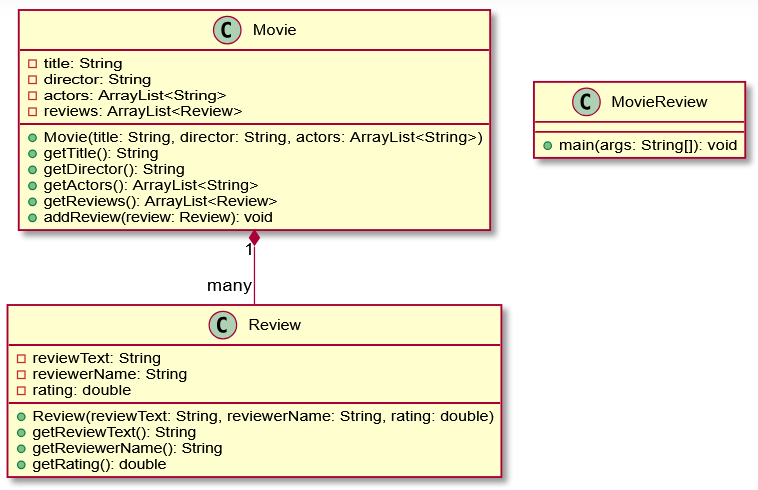 C Movie
title: String
director: String
actors: ArrayList<String>
reviews: ArrayList<Review>
Movie(title: String, director: String, actors: ArrayList<String>)
getTitle(): String
getDirector(): String
getActors(): ArrayList<String>
getReviews(): ArrayList<Review>
addReview(review: Review): void
C MovieReview
main(args: String[]): void
1
many
C Review
reviewText: String
reviewerName: String
rating: double
Review(reviewText: String, reviewerName: String, rating: double)
getReviewText(): String
getReviewerName(): String
getRating(): double